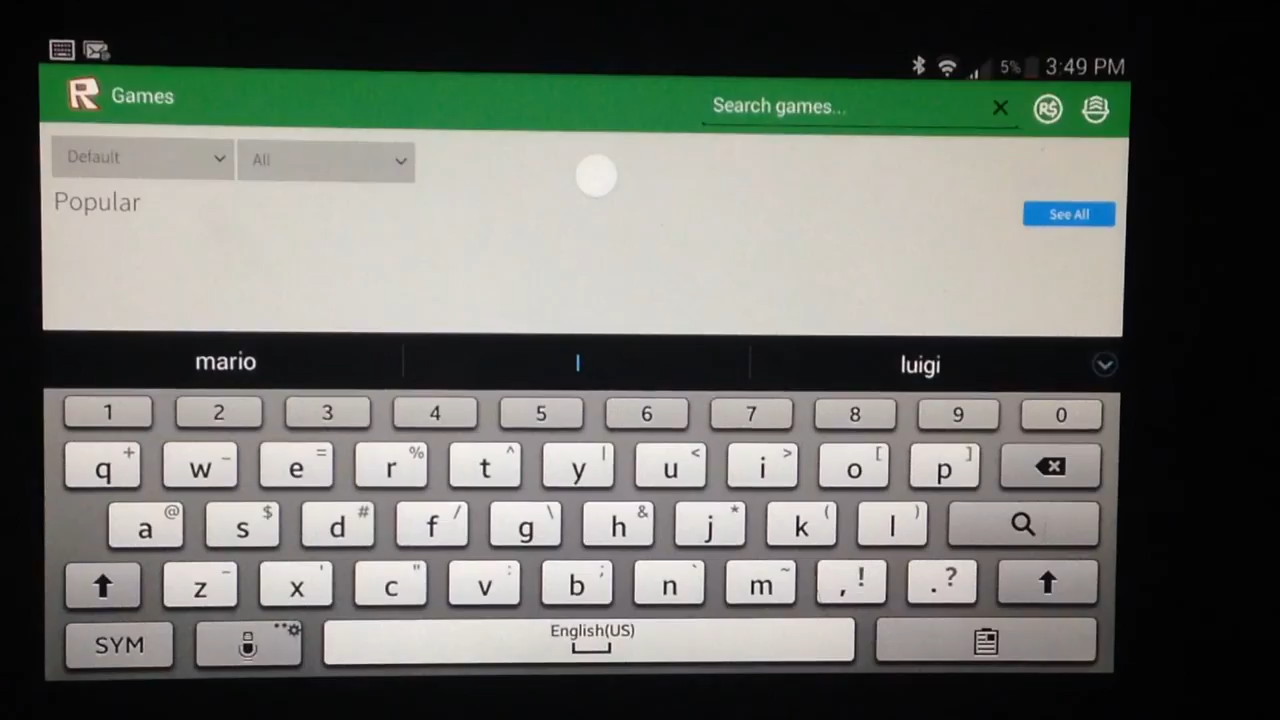 5% 3:49 PM
R Games Search games... R$
Default All
Popular
See All
mario I luigi
1 2 3 4 5 6 7 8 9 0
q + w - e = r % t ^ y | u < i > o [ p ]
a @ s $ d # f / g \ h & j * k ( l )
z - x ' c " v : b ; n ` m ~ , ! . ?
SYM English(US)